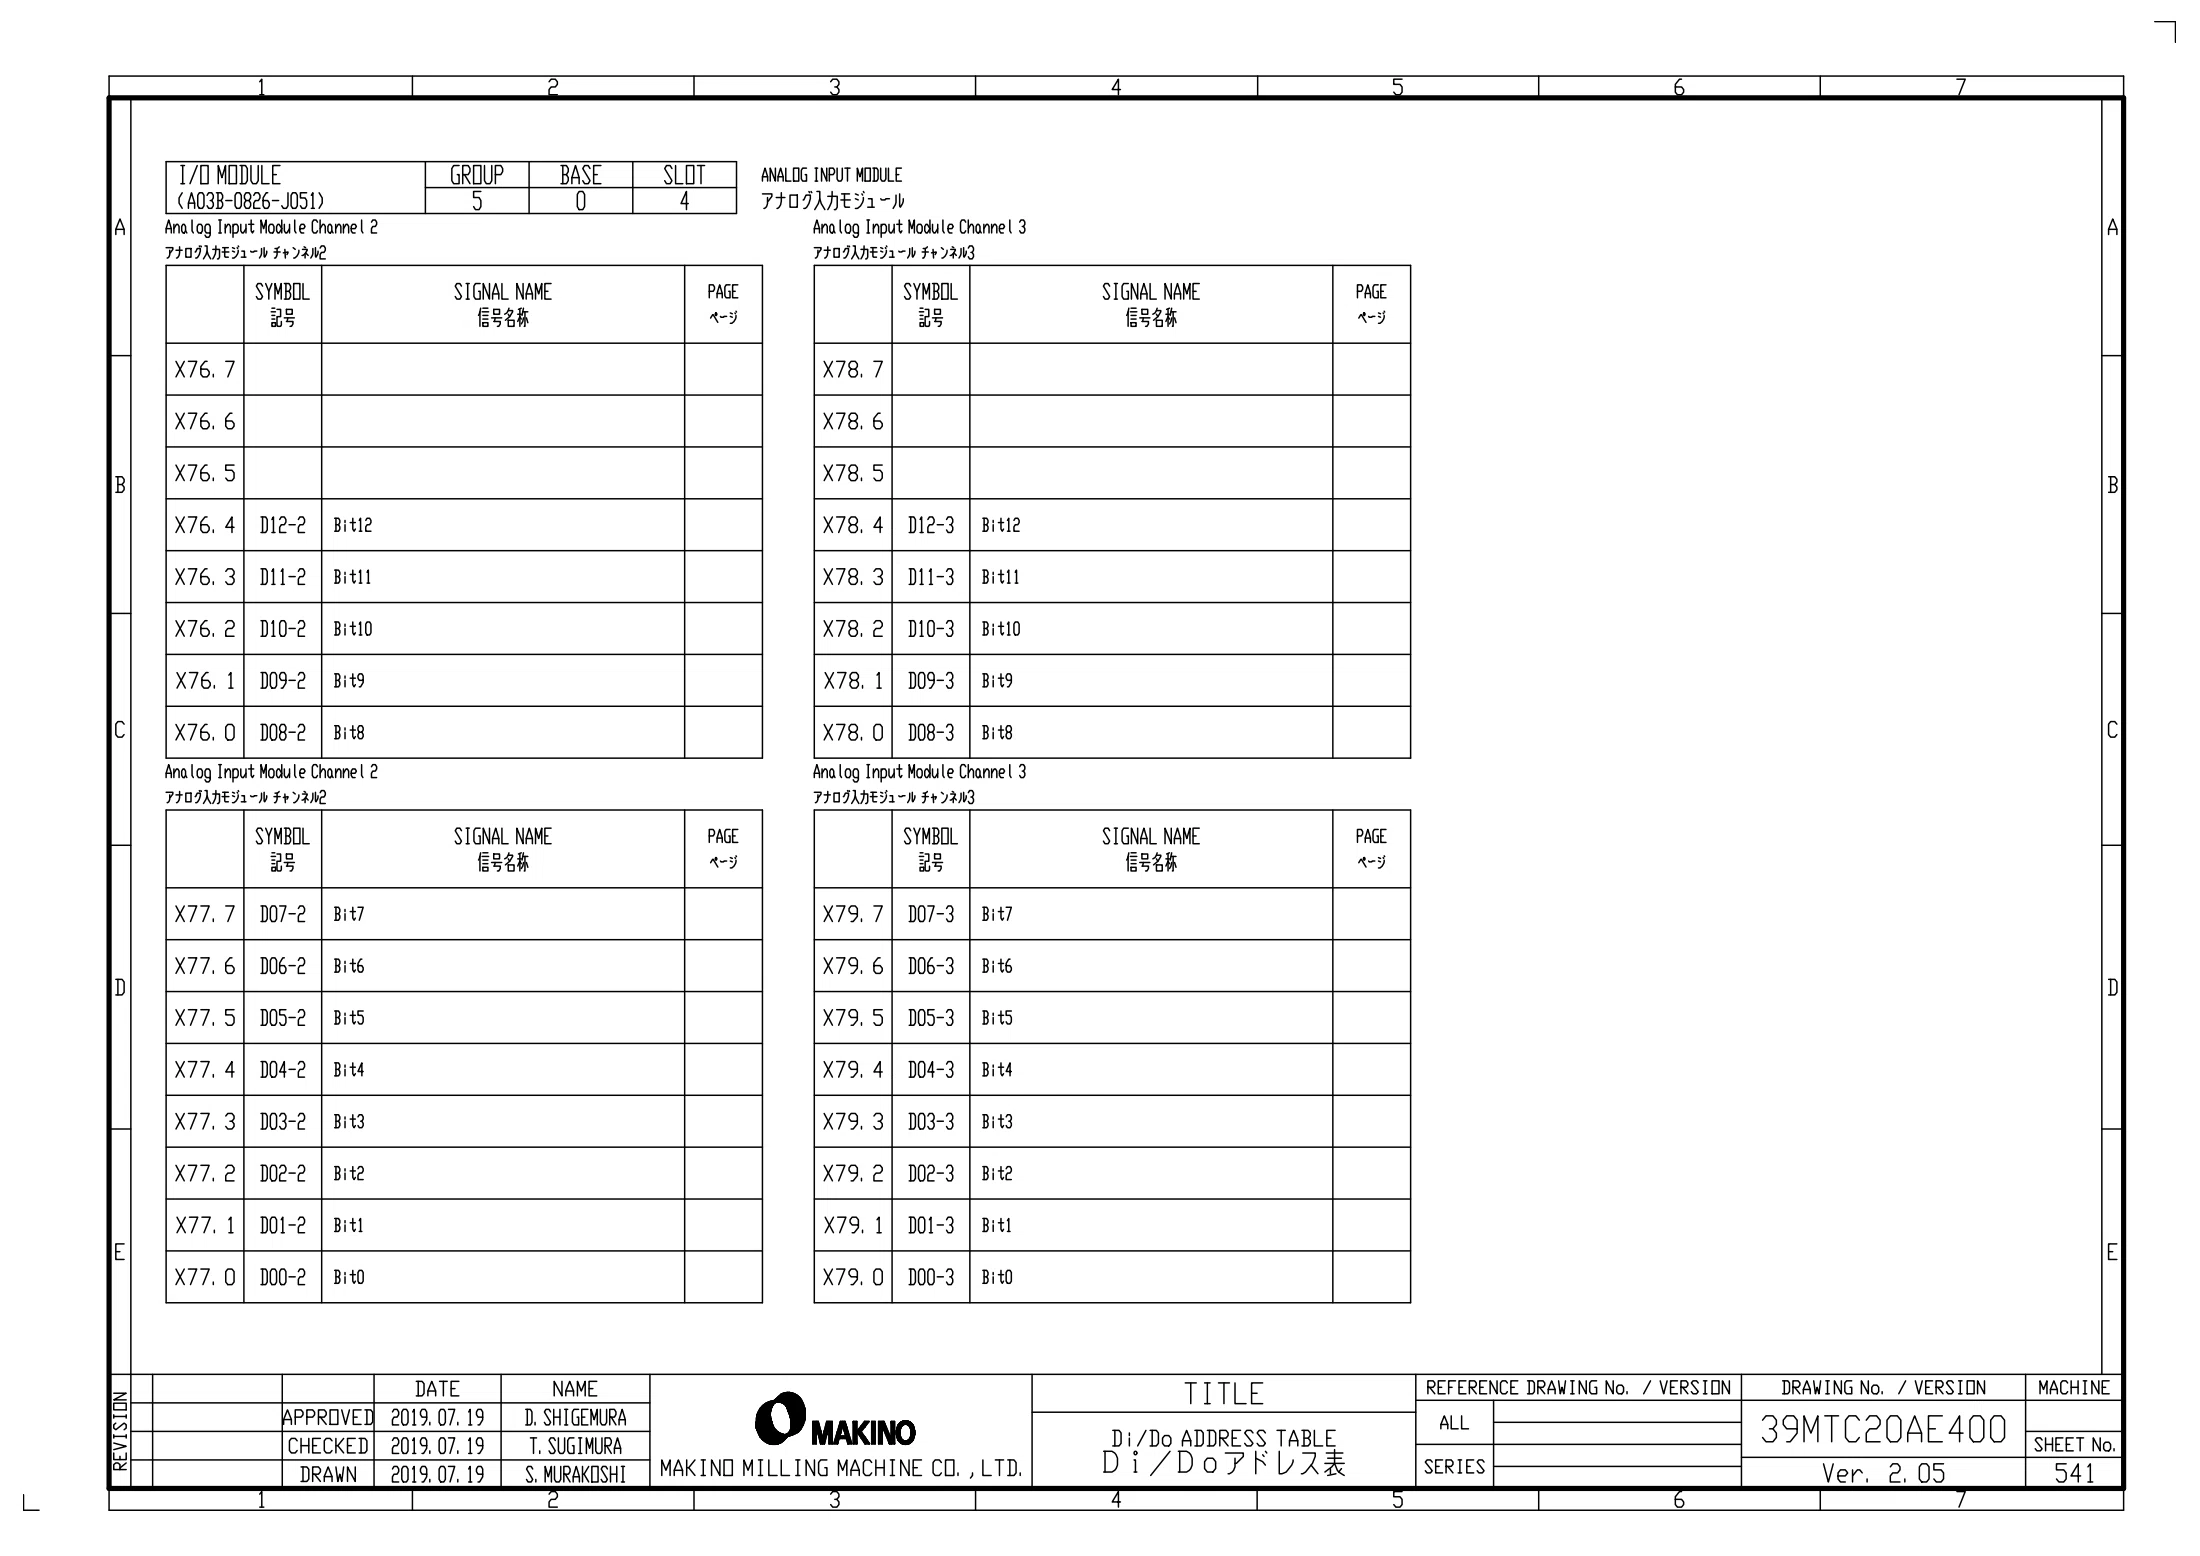 1 2 3 4 5 6 7
I/O MODULE GROUP BASE SLOT ANALOG INPUT MODULE
(A03B-0826-J051) 5 0 4 アナログ入力モジュール
A A
Analog Input Module Channel 2
アナログ入力モジュール チャンネル2
SYMBOL SIGNAL NAME PAGE
記号 信号名称 ページ
X76.7
X76.6
X76.5
X76.4 D12-2 Bit12
X76.3 D11-2 Bit11
X76.2 D10-2 Bit10
X76.1 D09-2 Bit9
X76.0 D08-2 Bit8
Analog Input Module Channel 2
アナログ入力モジュール チャンネル2
SYMBOL SIGNAL NAME PAGE
記号 信号名称 ページ
X77.7 D07-2 Bit7
X77.6 D06-2 Bit6
X77.5 D05-2 Bit5
X77.4 D04-2 Bit4
X77.3 D03-2 Bit3
X77.2 D02-2 Bit2
X77.1 D01-2 Bit1
X77.0 D00-2 Bit0
Analog Input Module Channel 3
アナログ入力モジュール チャンネル3
SYMBOL SIGNAL NAME PAGE
記号 信号名称 ページ
X78.7
X78.6
X78.5
X78.4 D12-3 Bit12
X78.3 D11-3 Bit11
X78.2 D10-3 Bit10
X78.1 D09-3 Bit9
X78.0 D08-3 Bit8
Analog Input Module Channel 3
アナログ入力モジュール チャンネル3
SYMBOL SIGNAL NAME PAGE
記号 信号名称 ページ
X79.7 D07-3 Bit7
X79.6 D06-3 Bit6
X79.5 D05-3 Bit5
X79.4 D04-3 Bit4
X79.3 D03-3 Bit3
X79.2 D02-3 Bit2
X79.1 D01-3 Bit1
X79.0 D00-3 Bit0
B B
C C
D D
E E
REVISION
DATE NAME
APPROVED 2019.07.19 D.SHIGEMURA
CHECKED 2019.07.19 T.SUGIMURA
DRAWN 2019.07.19 S.MURAKOSHI
MAKINO
MAKINO MILLING MACHINE CO.,LTD.
TITLE
Di/Do ADDRESS TABLE
Di/Doアドレス表
REFERENCE DRAWING No. / VERSION
ALL
SERIES
DRAWING No. / VERSION
39MTC20AE400
Ver. 2.05
MACHINE
SHEET No.
541
1 2 3 4 5 6 7